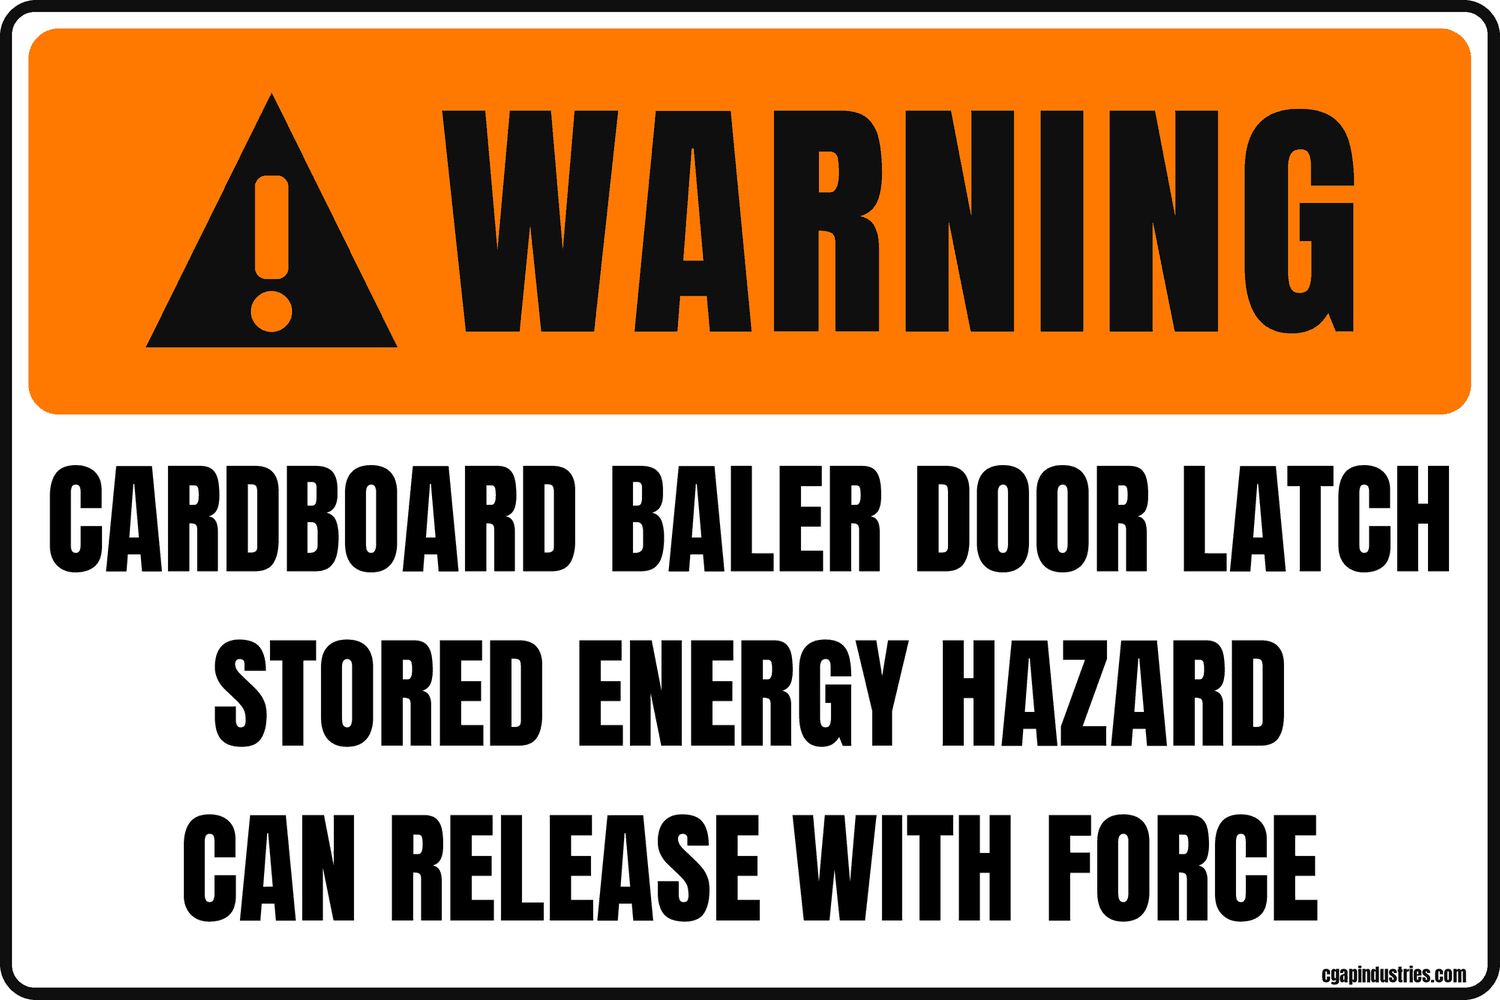 WARNING
CARDBOARD BALER DOOR LATCH
STORED ENERGY HAZARD
CAN RELEASE WITH FORCE
cgapindustries.com